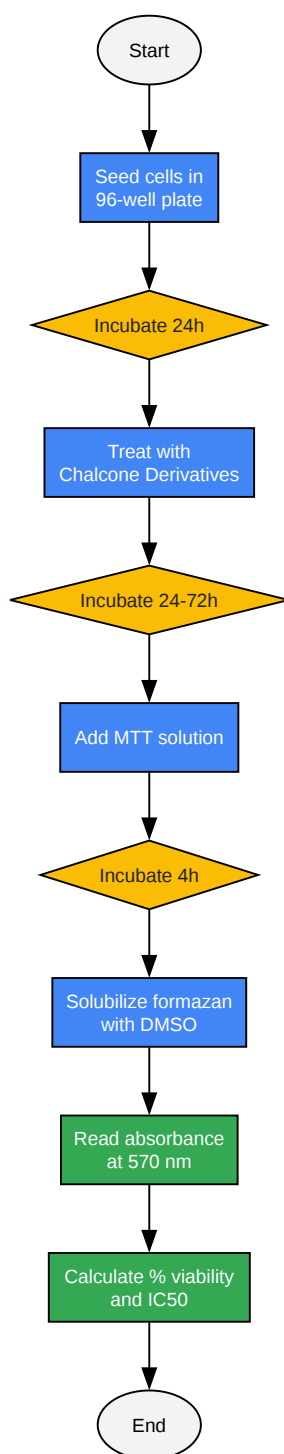 Start
Seed cells in
96-well plate
Incubate 24h
Treat with
Chalcone Derivatives
Incubate 24-72h
Add MTT solution
Incubate 4h
Solubilize formazan
with DMSO
Read absorbance
at 570 nm
Calculate % viability
and IC50
End